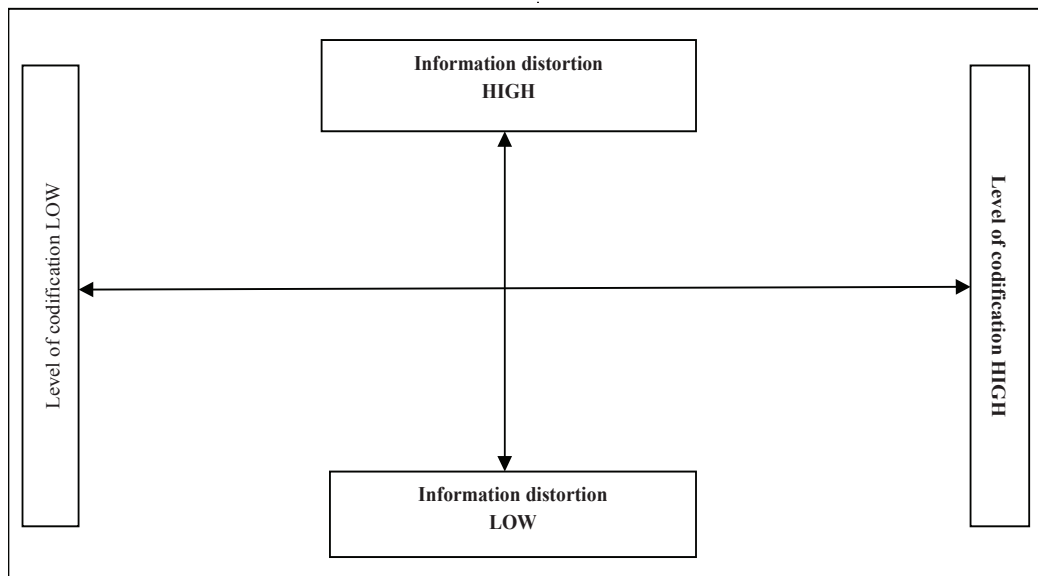 Information distortion
HIGH
Level of codification LOW
Level of codification HIGH
Information distortion
LOW